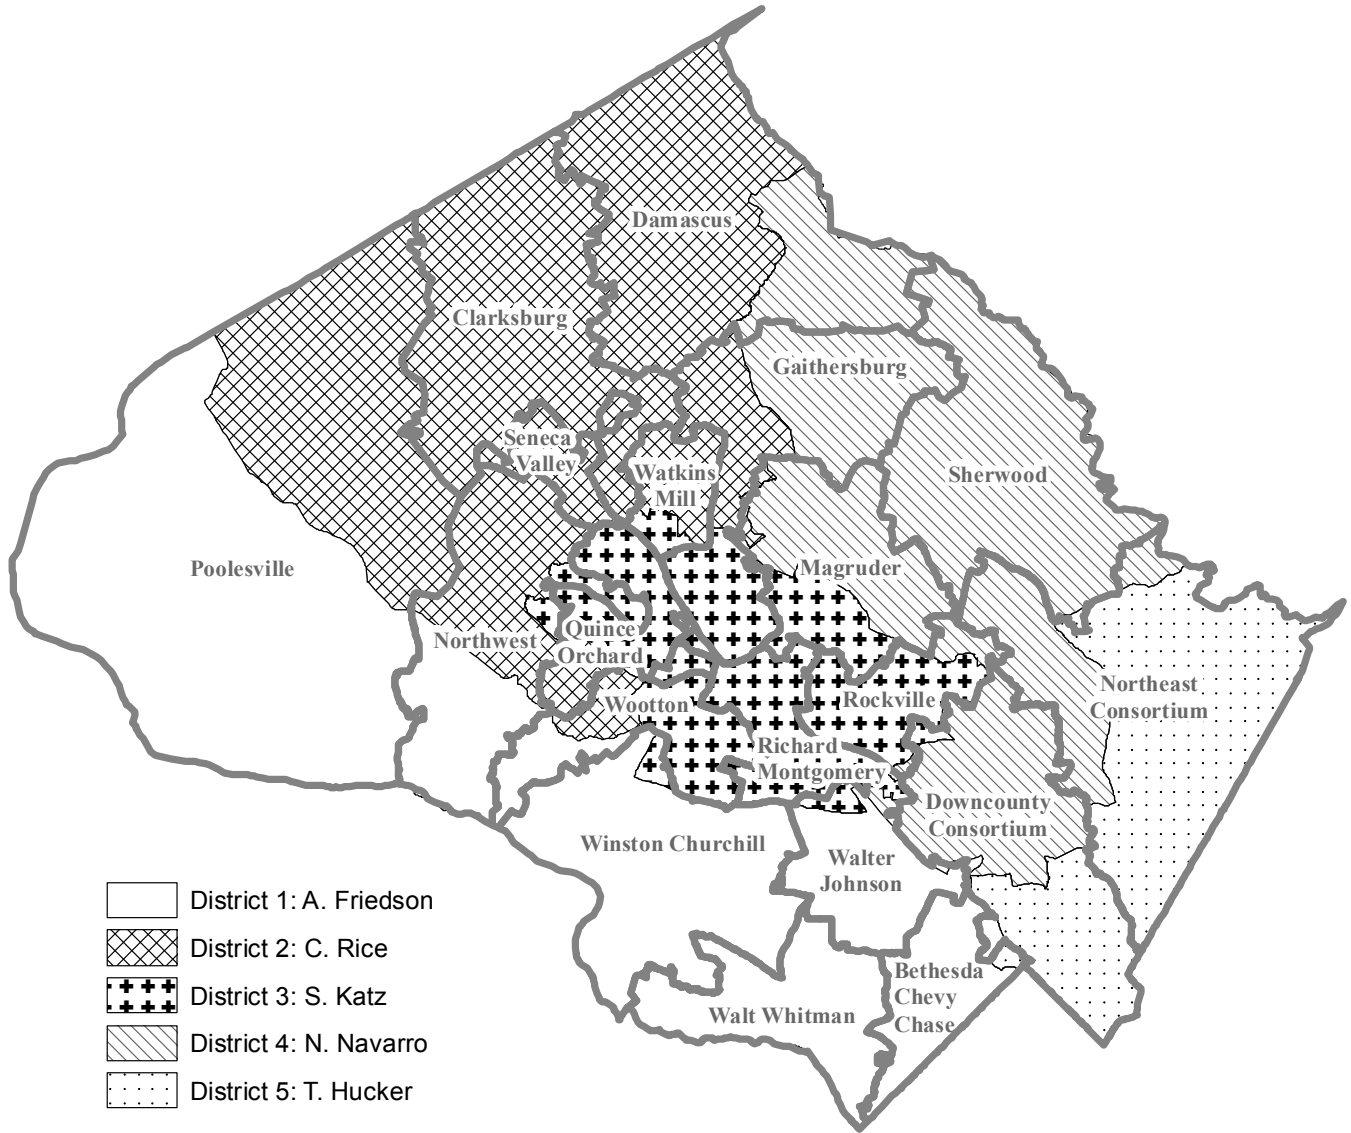 Damascus
Clarksburg
Gaithersburg
Seneca
Valley
Watkins
Mill
Sherwood
Poolesville
Magruder
Northwest
Quince
Orchard
Wootton
Rockville
Northeast
Consortium
Richard
Montgomery
Downcounty
Consortium
Winston Churchill
Walter
Johnson
Bethesda
Chevy
Chase
Walt Whitman
District 1: A. Friedson
District 2: C. Rice
District 3: S. Katz
District 4: N. Navarro
District 5: T. Hucker